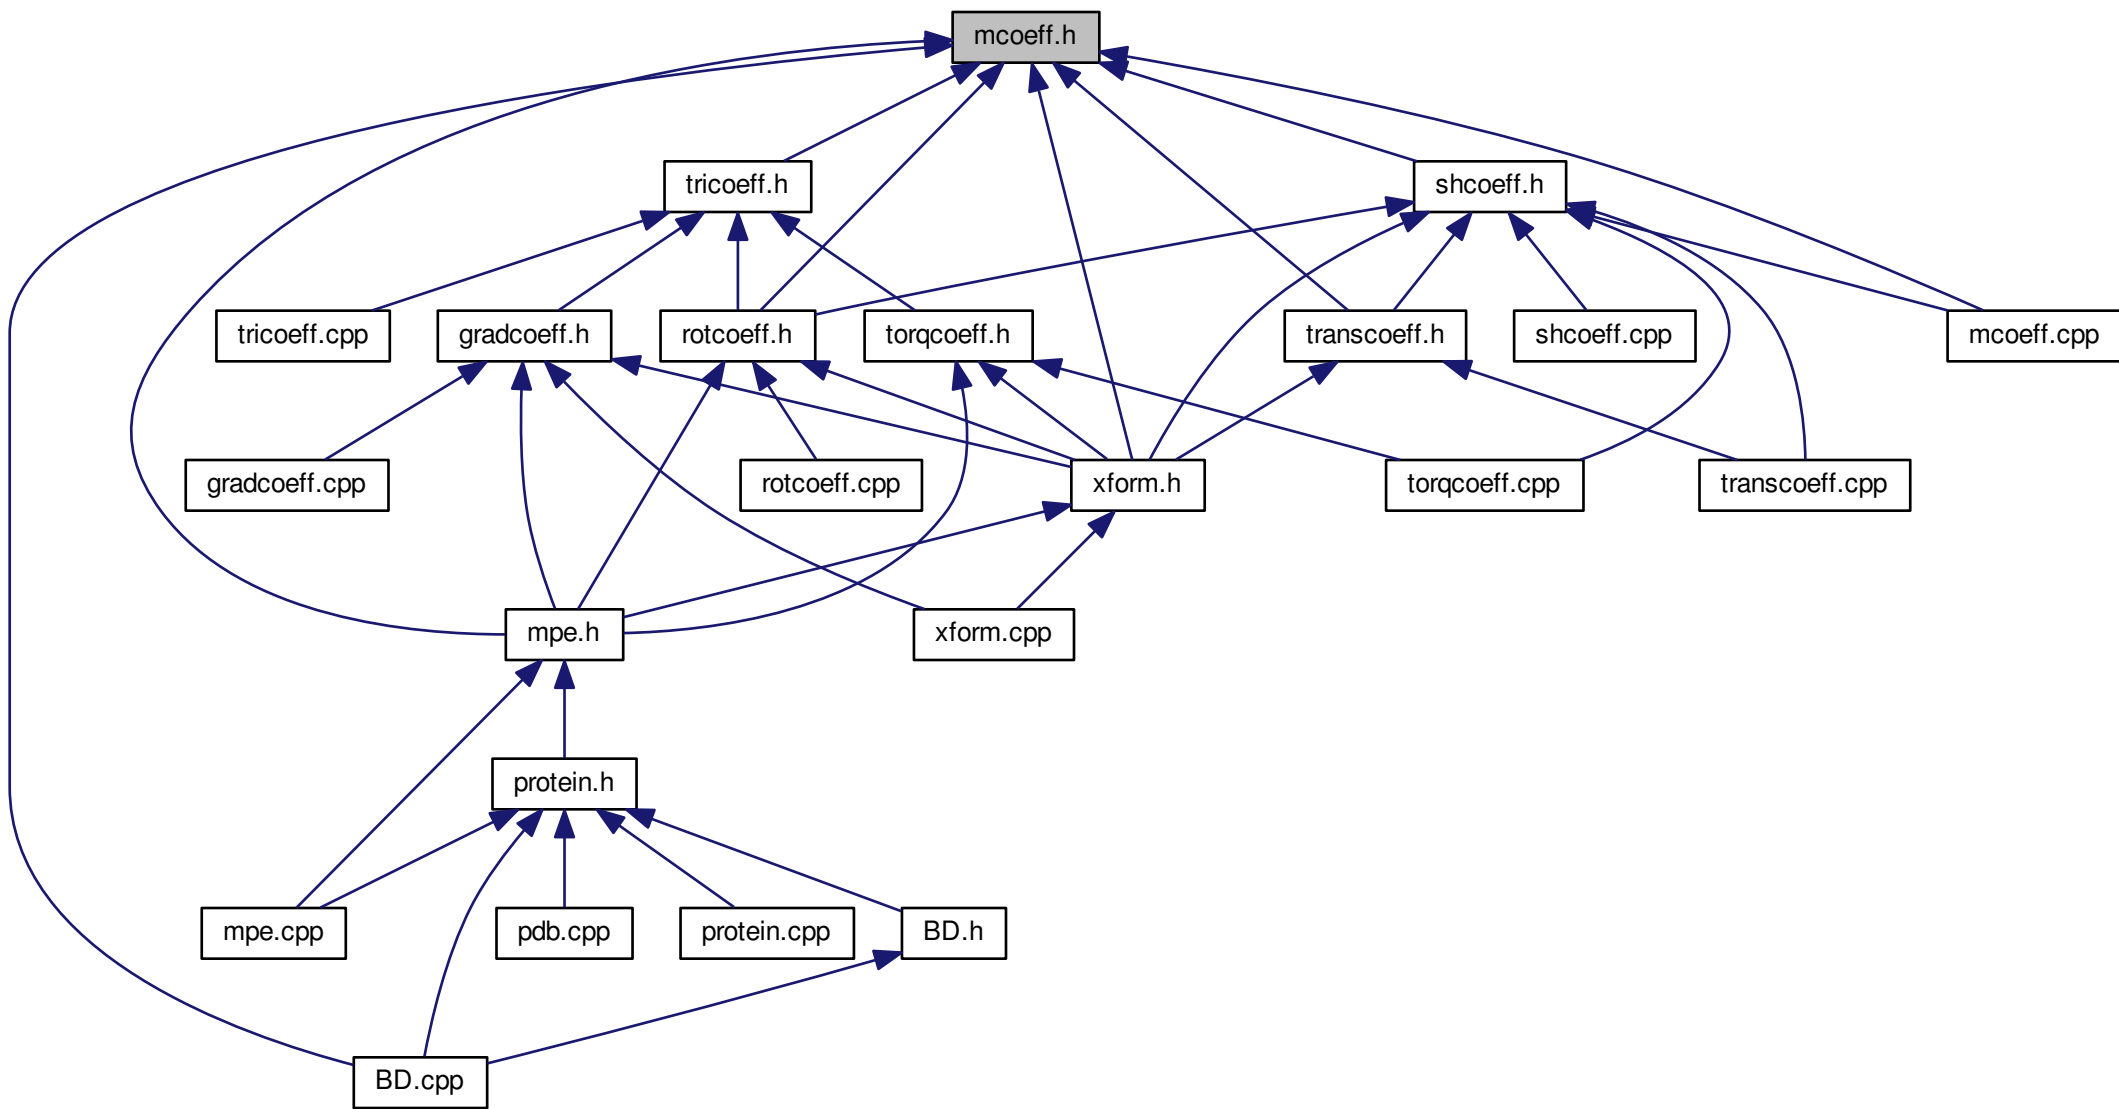 mcoeff.h
tricoeff.h
shcoeff.h
tricoeff.cpp
gradcoeff.h
rotcoeff.h
torqcoeff.h
transcoeff.h
shcoeff.cpp
mcoeff.cpp
gradcoeff.cpp
rotcoeff.cpp
xform.h
torqcoeff.cpp
transcoeff.cpp
mpe.h
xform.cpp
protein.h
mpe.cpp
pdb.cpp
protein.cpp
BD.h
BD.cpp